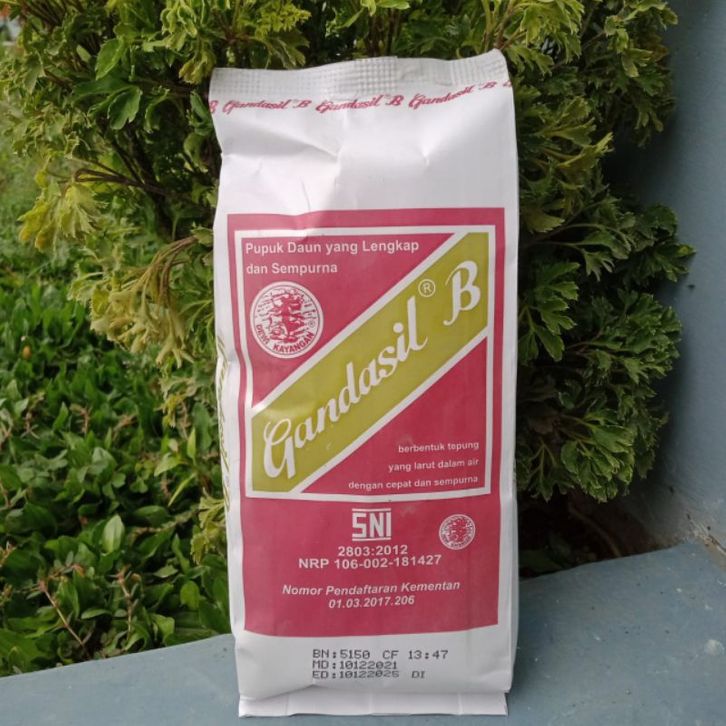 B Gandasil® B Gandasil® B Gandasil® B
Pupuk Daun yang Lengkap
dan Sempurna
DEWI KAYANGAN ®
Gandasil® B
berbentuk tepung
yang larut dalam air
dengan cepat dan sempurna
SNI
2803:2012
NRP 106-002-181427
Nomor Pendaftaran Kementan
01.03.2017.206
BN:5150 CF 13:47
MD:10122021
ED:10122025 DI